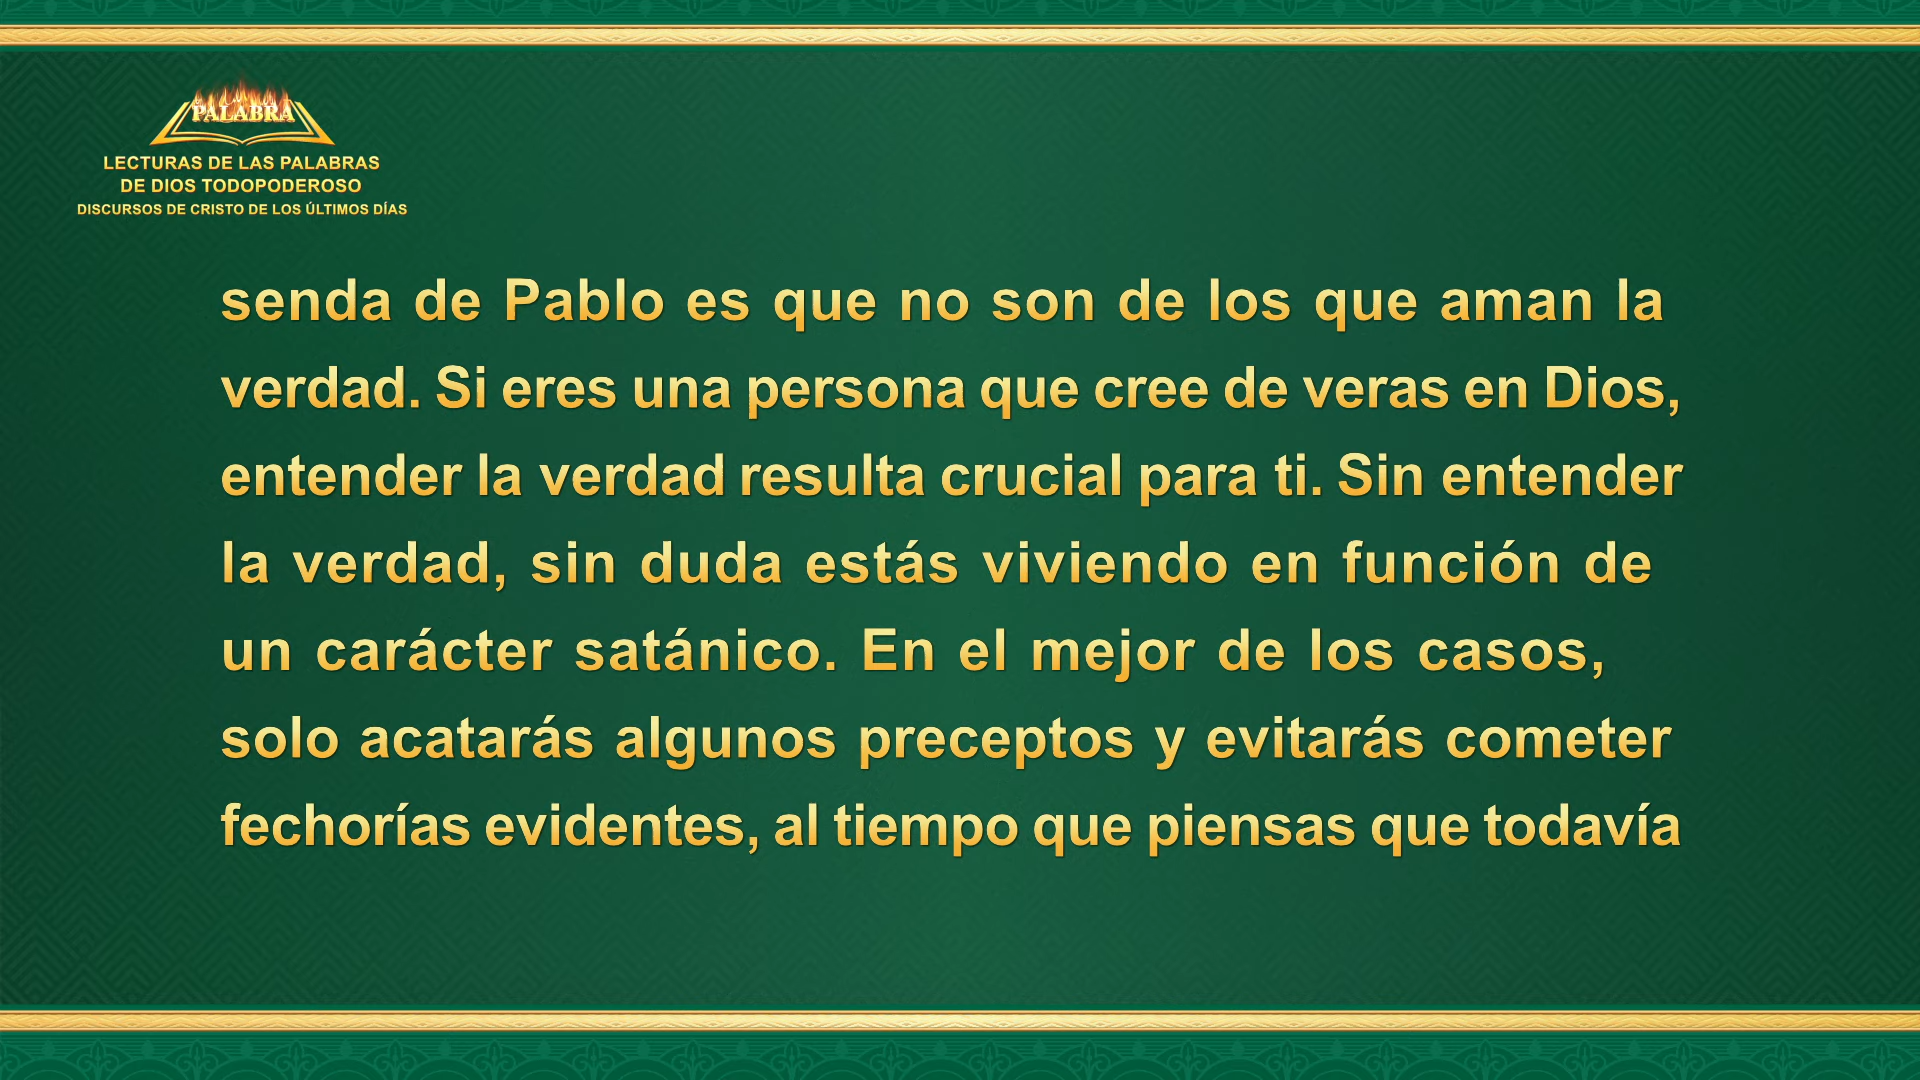 PALABRA
LECTURAS DE LAS PALABRAS
DE DIOS TODOPODEROSO
DISCURSOS DE CRISTO DE LOS ÚLTIMOS DÍAS
senda de Pablo es que no son de los que aman la
verdad. Si eres una persona que cree de veras en Dios,
entender la verdad resulta crucial para ti. Sin entender
la verdad, sin duda estás viviendo en función de
un carácter satánico. En el mejor de los casos,
solo acatarás algunos preceptos y evitarás cometer
fechorías evidentes, al tiempo que piensas que todavía